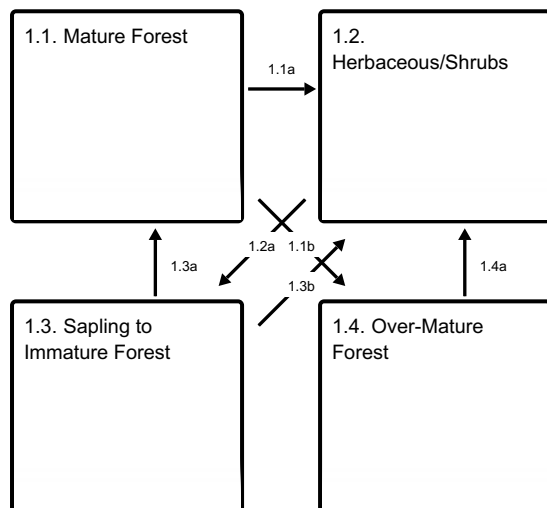 1.1. Mature Forest
1.2.
Herbaceous/Shrubs
1.1a
1.2a
1.1b
1.3a
1.3b
1.4a
1.3. Sapling to
Immature Forest
1.4. Over-Mature
Forest